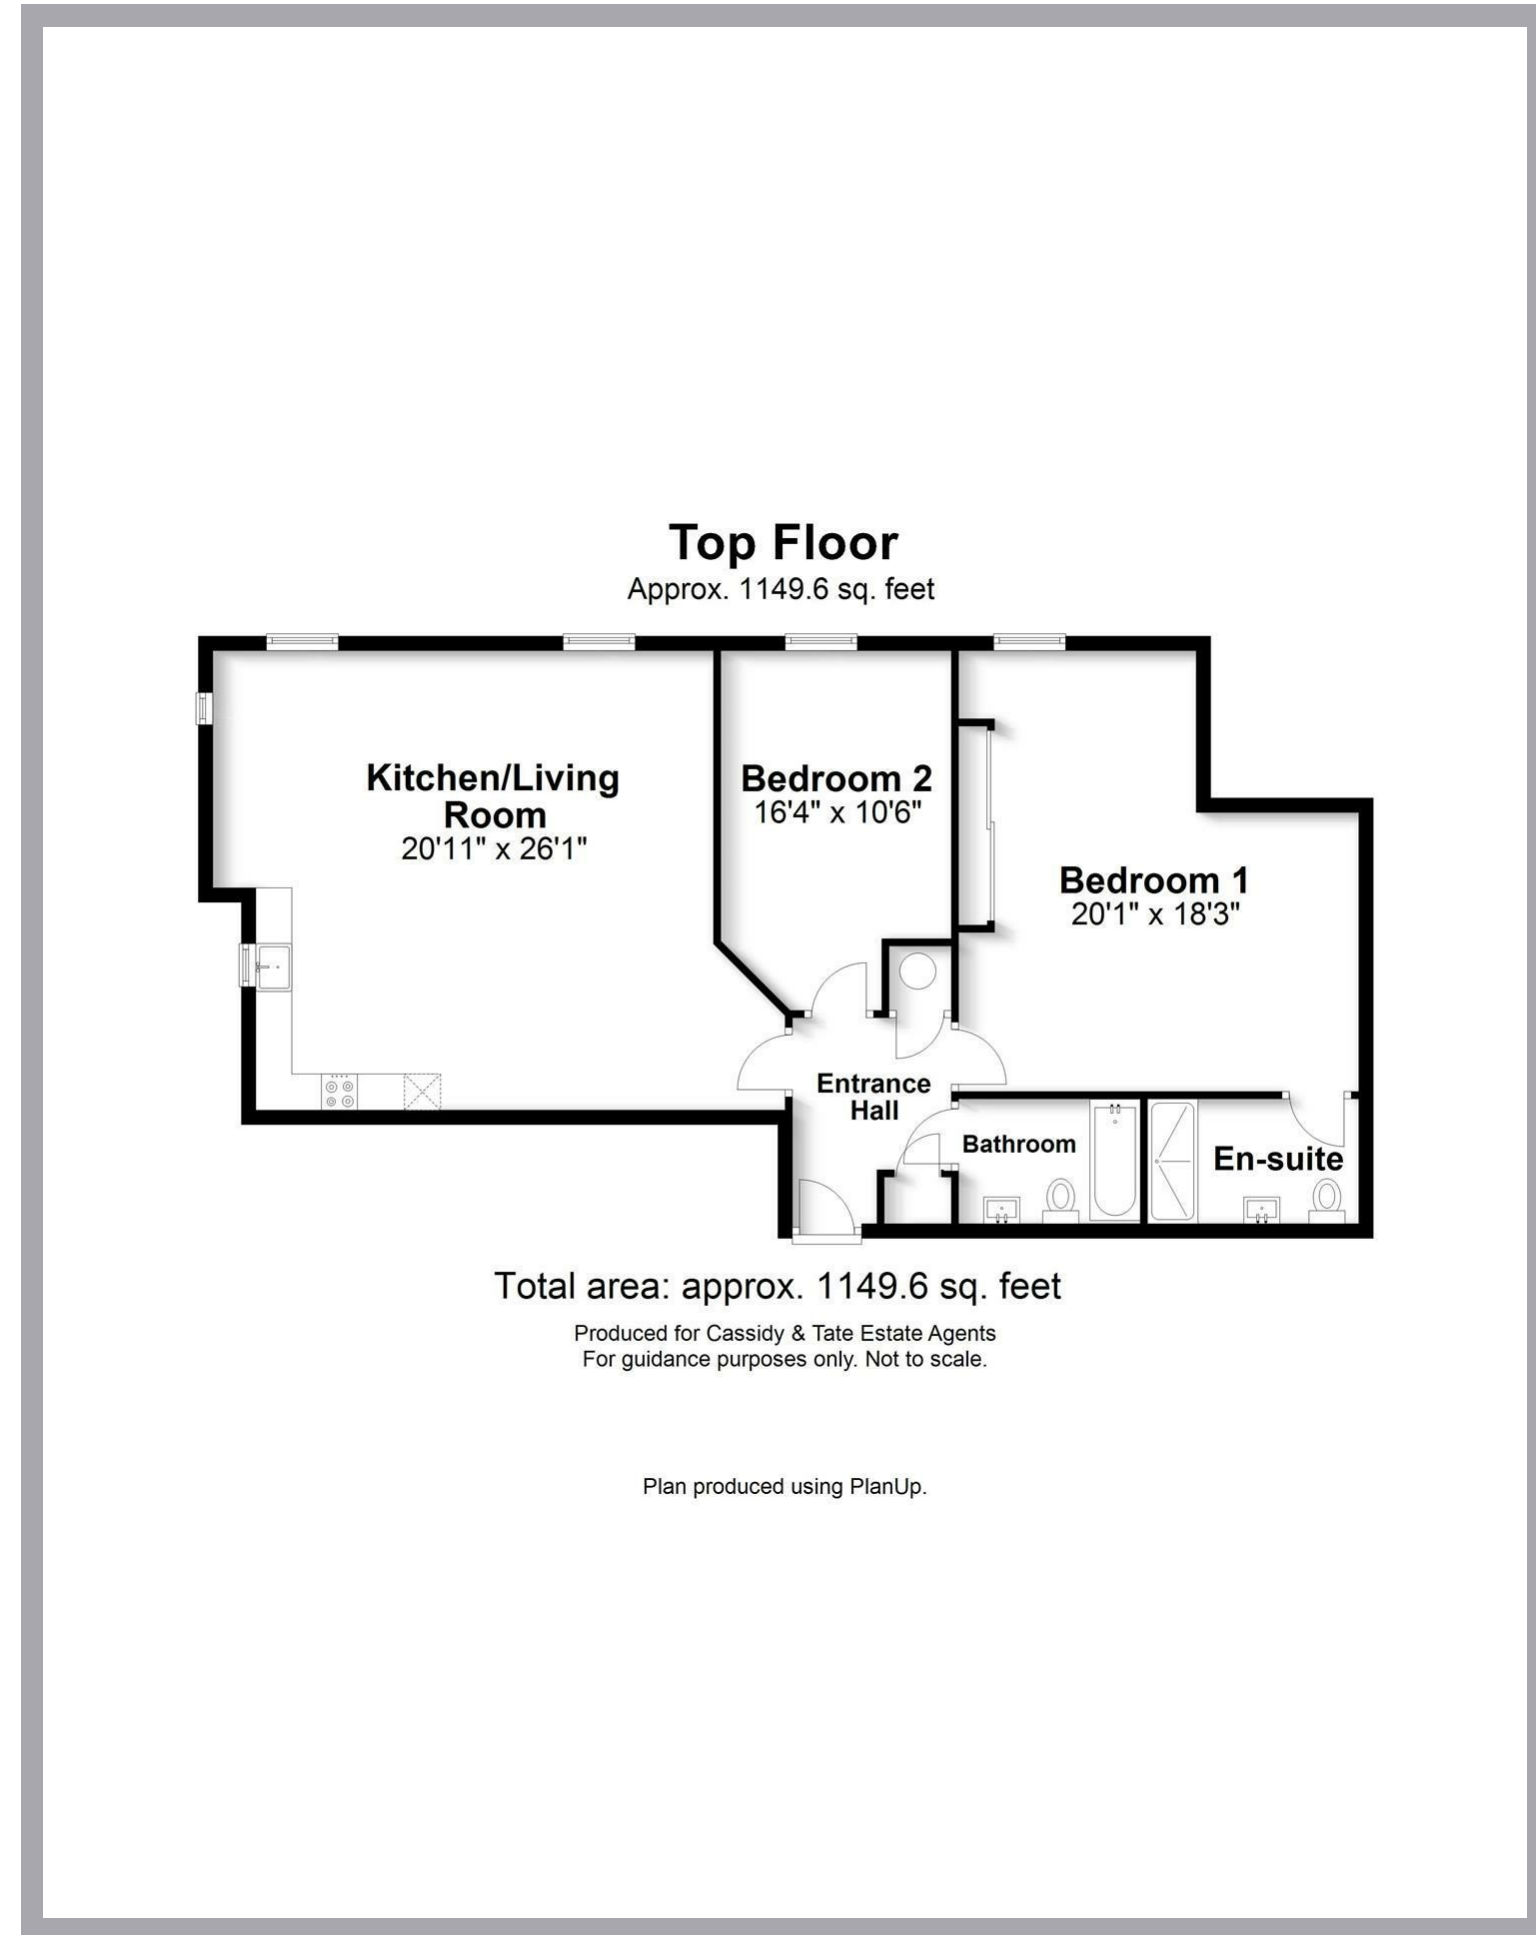 Top Floor
Approx. 1149.6 sq. feet
Kitchen/Living
Room
20'11" x 26'1"
Bedroom 2
16'4" x 10'6"
Bedroom 1
20'1" x 18'3"
Entrance
Hall
Bathroom
En-suite
Total area: approx. 1149.6 sq. feet
Produced for Cassidy & Tate Estate Agents
For guidance purposes only. Not to scale.
Plan produced using PlanUp.